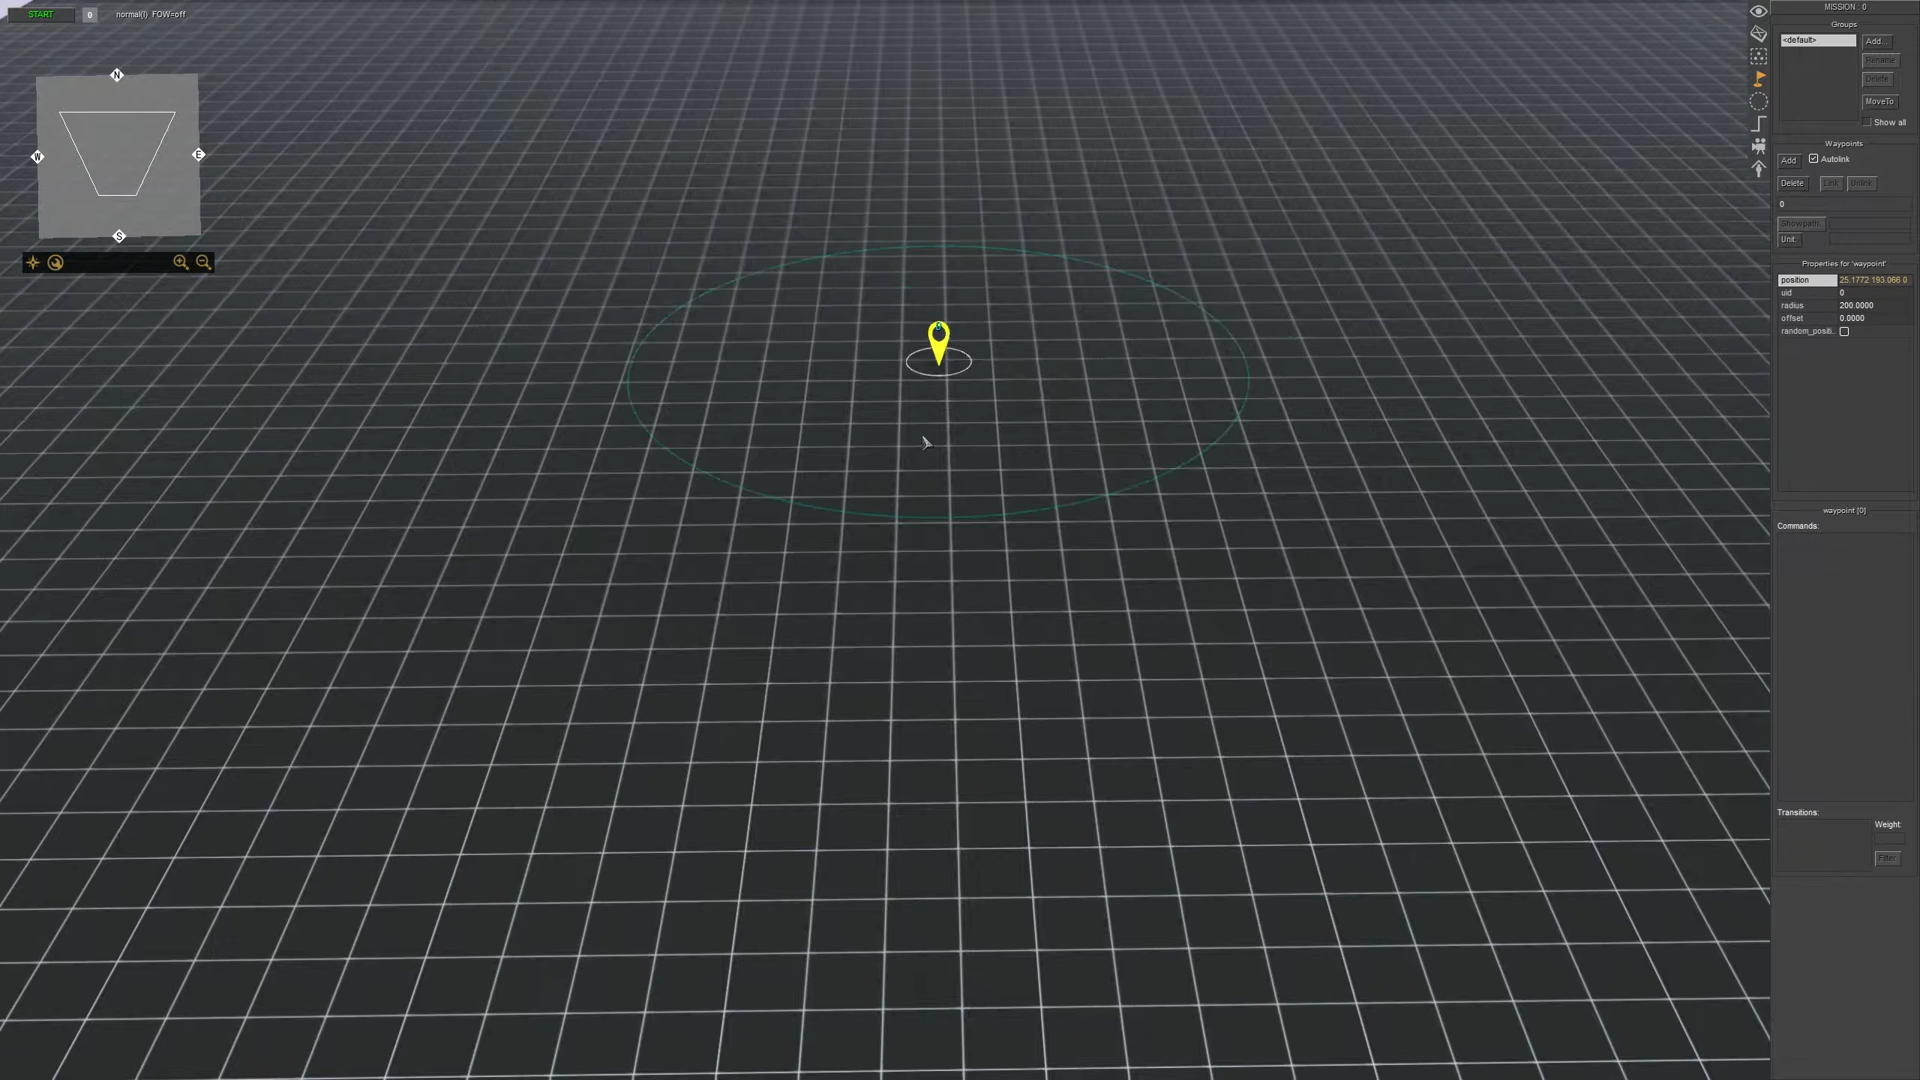 START
0
normal(I) FOW=off
N
W
E
S
MISSION : 0
Groups
<default>
Add...
Rename
Delete
MoveTo
Show all
Waypoints
Add
Autolink
Delete
Link
Unlink
0
Showpath:
Unit:
Properties for 'waypoint'
position 25.1772 193.066 0
uid 0
radius 200.0000
offset 0.0000
random_positi..
waypoint [0]
Commands:
Transitions:
Weight:
Filter